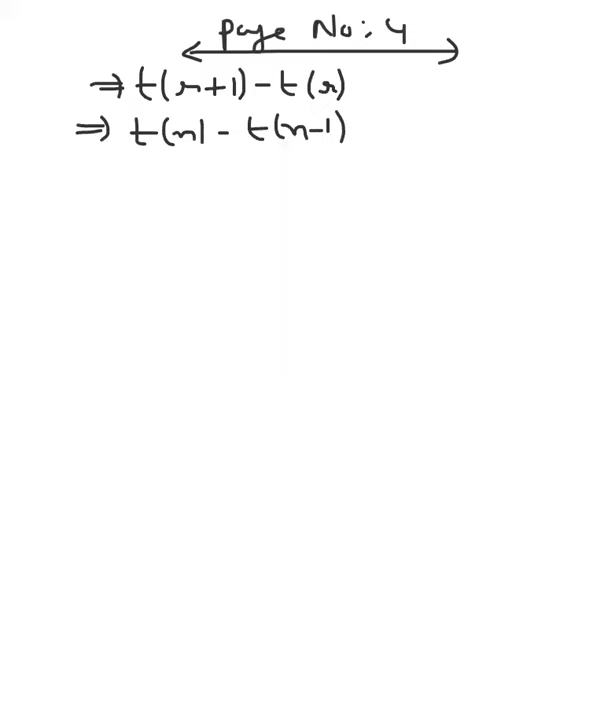 Page No: 4
⇒ t(r+1) - t(r)
⇒ t(n) - t(n-1)